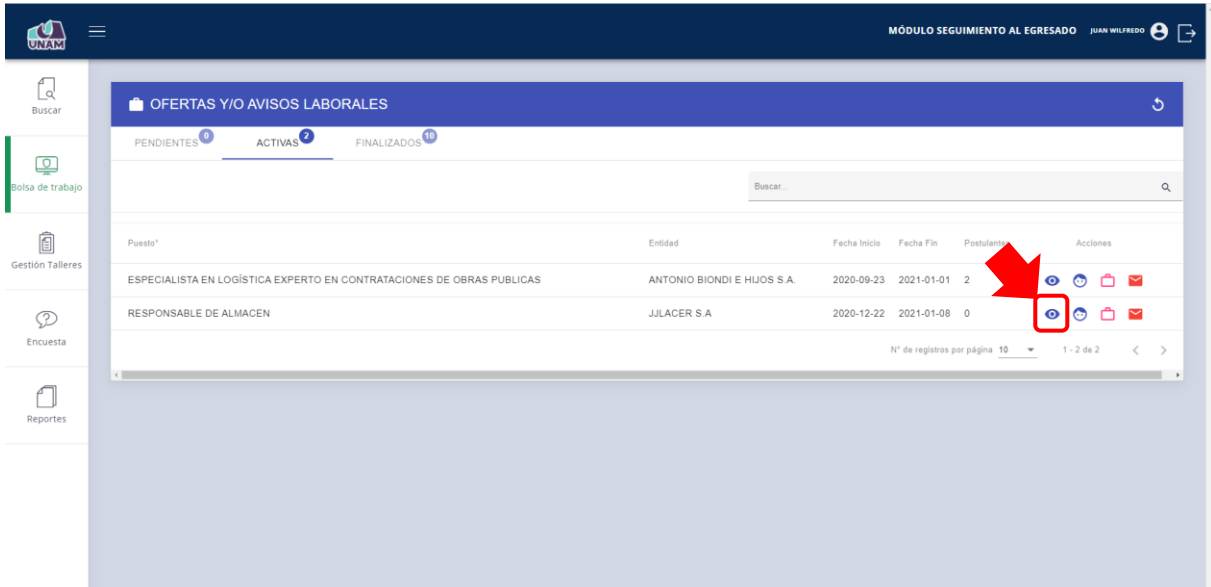 UNAM
MÓDULO SEGUIMIENTO AL EGRESADO JUAN WILFREDO
Buscar
Bolsa de trabajo
Gestión Talleres
Encuesta
Reportes
OFERTAS Y/O AVISOS LABORALES
PENDIENTES 0 ACTIVAS 2 FINALIZADOS 10
Buscar...
Puesto* Entidad Fecha Inicio Fecha Fin Postulantes Acciones
ESPECIALISTA EN LOGÍSTICA EXPERTO EN CONTRATACIONES DE OBRAS PUBLICAS ANTONIO BIONDI E HIJOS S.A. 2020-09-23 2021-01-01 2
RESPONSABLE DE ALMACEN JJLACER S.A 2020-12-22 2021-01-08 0
N° de registros por página 10 1 - 2 de 2